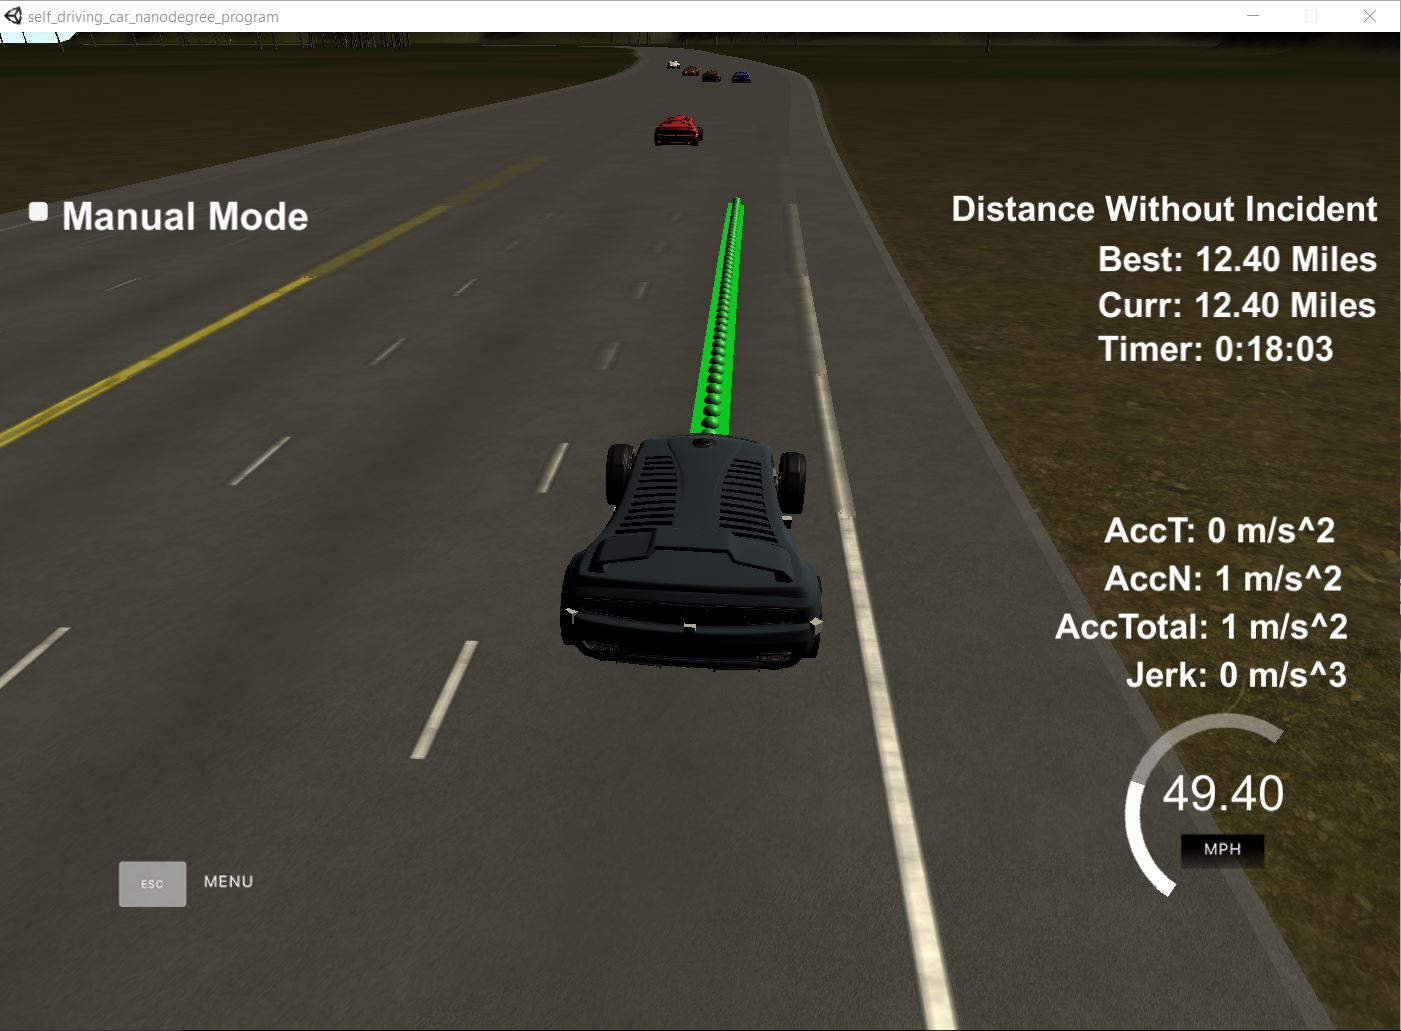 self_driving_car_nanodegree_program
Manual Mode
Distance Without Incident
Best: 12.40 Miles
Curr: 12.40 Miles
Timer: 0:18:03
AccT: 0 m/s^2
AccN: 1 m/s^2
AccTotal: 1 m/s^2
Jerk: 0 m/s^3
49.40
MPH
ESC MENU